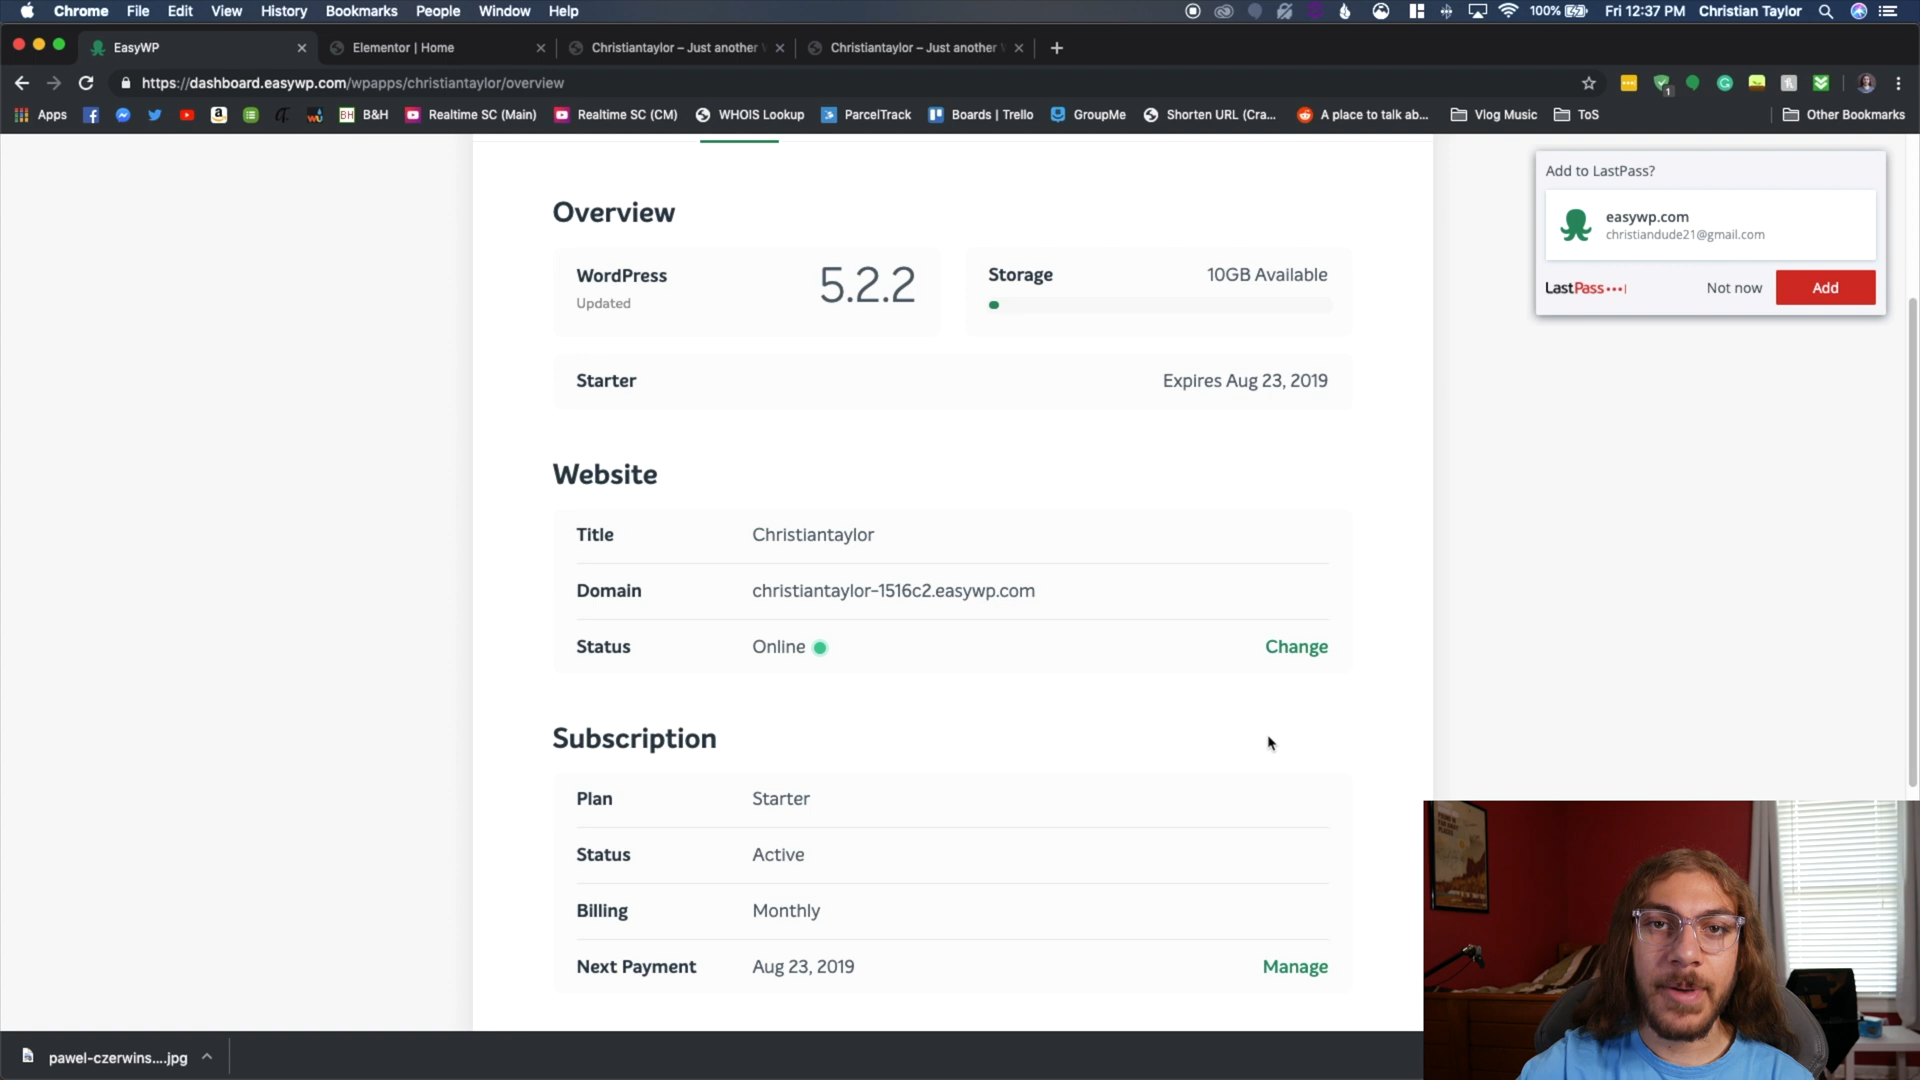 Chrome File Edit View History Bookmarks People Window Help 100% Fri 12:37 PM Christian Taylor
EasyWP Elementor | Home Christiantaylor – Just another Christiantaylor – Just another
https://dashboard.easywp.com/wpapps/christiantaylor/overview
Apps B&H Realtime SC (Main) Realtime SC (CM) WHOIS Lookup ParcelTrack Boards | Trello GroupMe Shorten URL (Cra... A place to talk ab... Vlog Music ToS Other Bookmarks
Add to LastPass?
easywp.com
christiandude21@gmail.com
LastPass Not now Add
Overview
WordPress 5.2.2
Updated
Storage 10GB Available
Starter Expires Aug 23, 2019
Website
Title Christiantaylor
Domain christiantaylor-1516c2.easywp.com
Status Online Change
Subscription
Plan Starter
Status Active
Billing Monthly
Next Payment Aug 23, 2019 Manage
pawel-czerwins....jpg